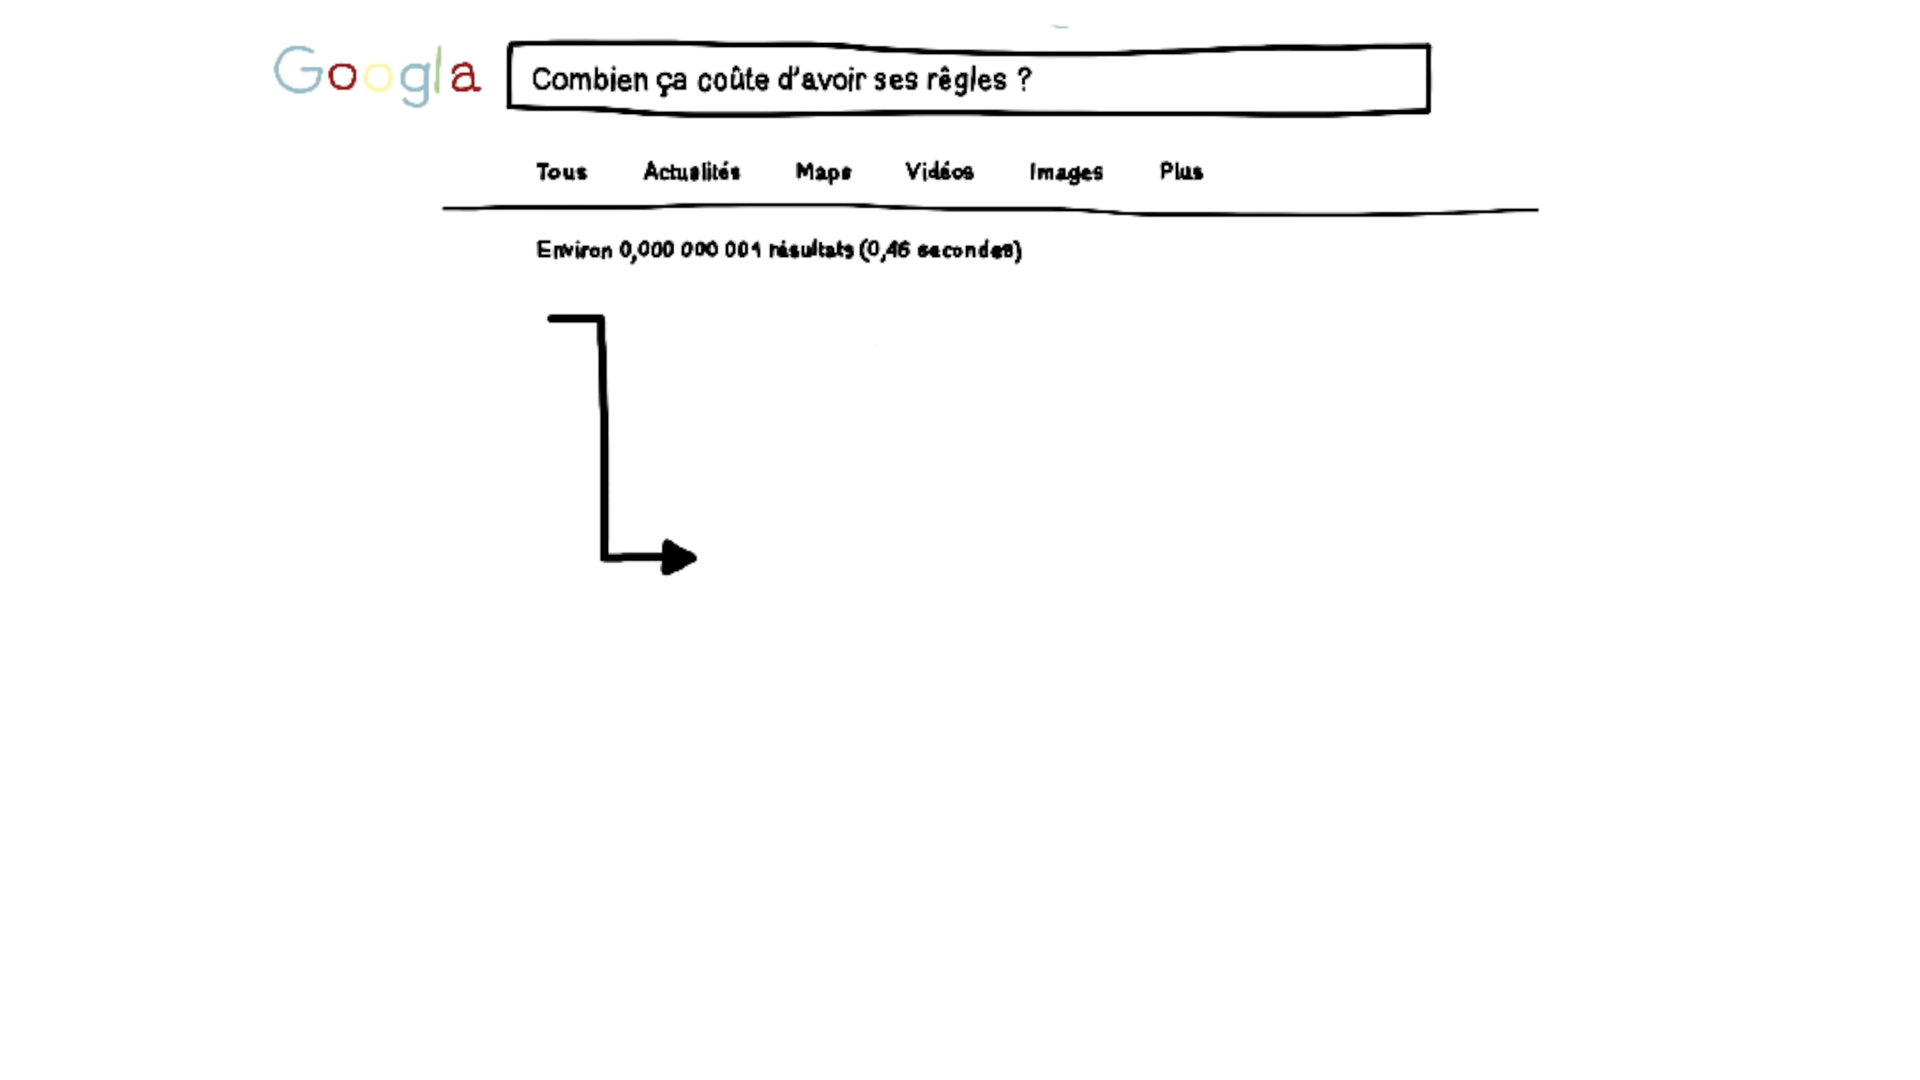 Googla
Combien ça coûte d'avoir ses rêgles ?
Tous Actualités Maps Vidéos Images Plus
Environ 0,000 000 001 résultats (0,46 secondes)